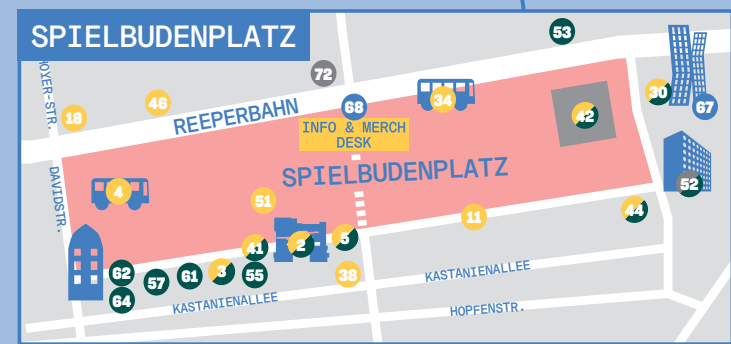 SPIELBUDENPLATZ
53
72
HOYER-STR.
46
18
REEPERBAHN
68
34
30
67
42
INFO & MERCH
DESK
SPIELBUDENPLATZ
DAVIDSTR.
4
51
52
44
11
5
2
41
62
57
61
3
55
38
64
KASTANIENALLEE
KASTANIENALLEE
HOPFENSTR.